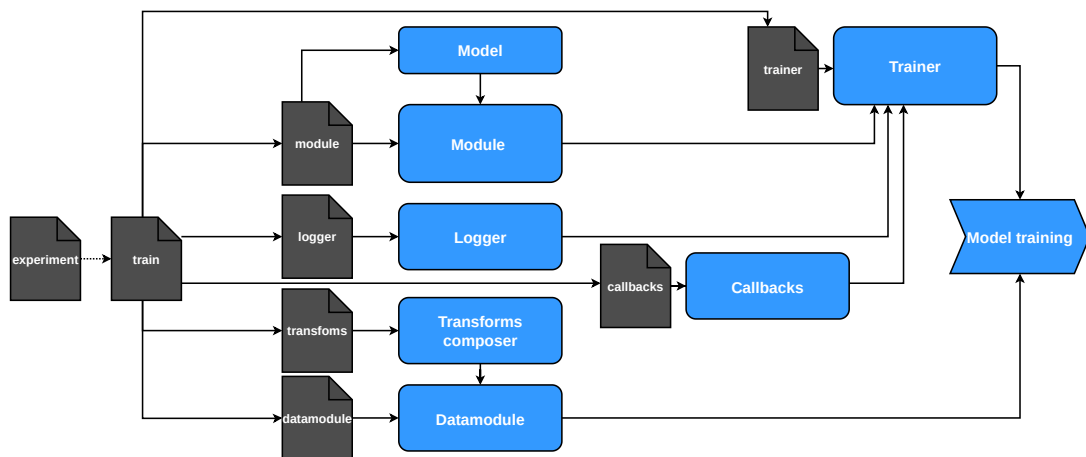 Model
trainer
Trainer
module
Module
experiment
train
logger
Logger
Model training
callbacks
Callbacks
transfoms
Transforms
composer
datamodule
Datamodule